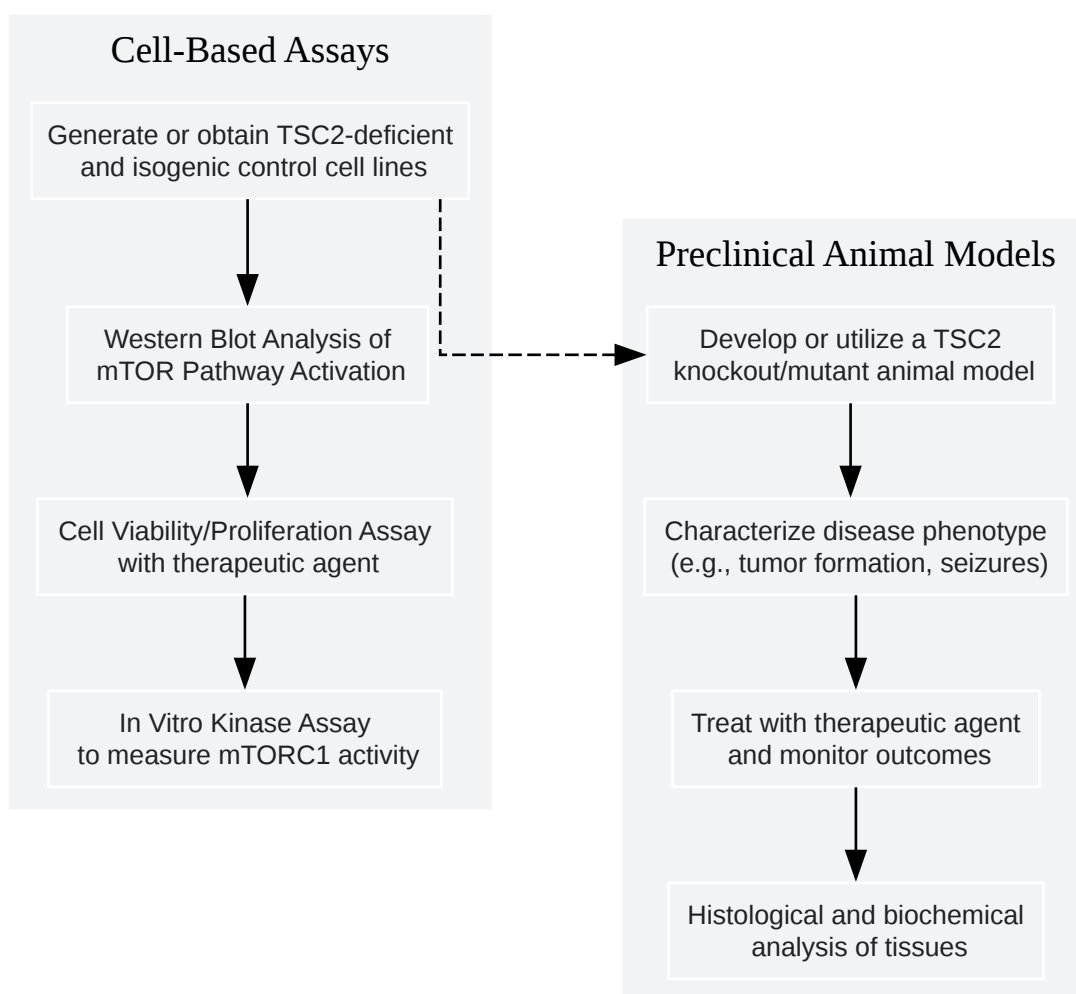 Cell-Based Assays
Generate or obtain TSC2-deficient
and isogenic control cell lines
Western Blot Analysis of
mTOR Pathway Activation
Cell Viability/Proliferation Assay
with therapeutic agent
In Vitro Kinase Assay
to measure mTORC1 activity
Preclinical Animal Models
Develop or utilize a TSC2
knockout/mutant animal model
Characterize disease phenotype
(e.g., tumor formation, seizures)
Treat with therapeutic agent
and monitor outcomes
Histological and biochemical
analysis of tissues